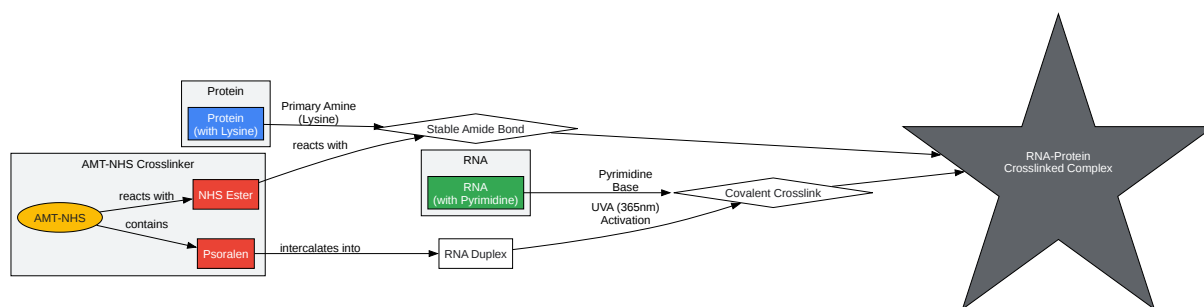 Protein
Protein
(with Lysine)
Primary Amine
(Lysine)
Stable Amide Bond
reacts with
AMT-NHS Crosslinker
reacts with
NHS Ester
AMT-NHS
contains
Psoralen
intercalates into
RNA
RNA
(with Pyrimidine)
Pyrimidine
Base
Covalent Crosslink
UVA (365nm)
Activation
RNA Duplex
RNA-Protein
Crosslinked Complex